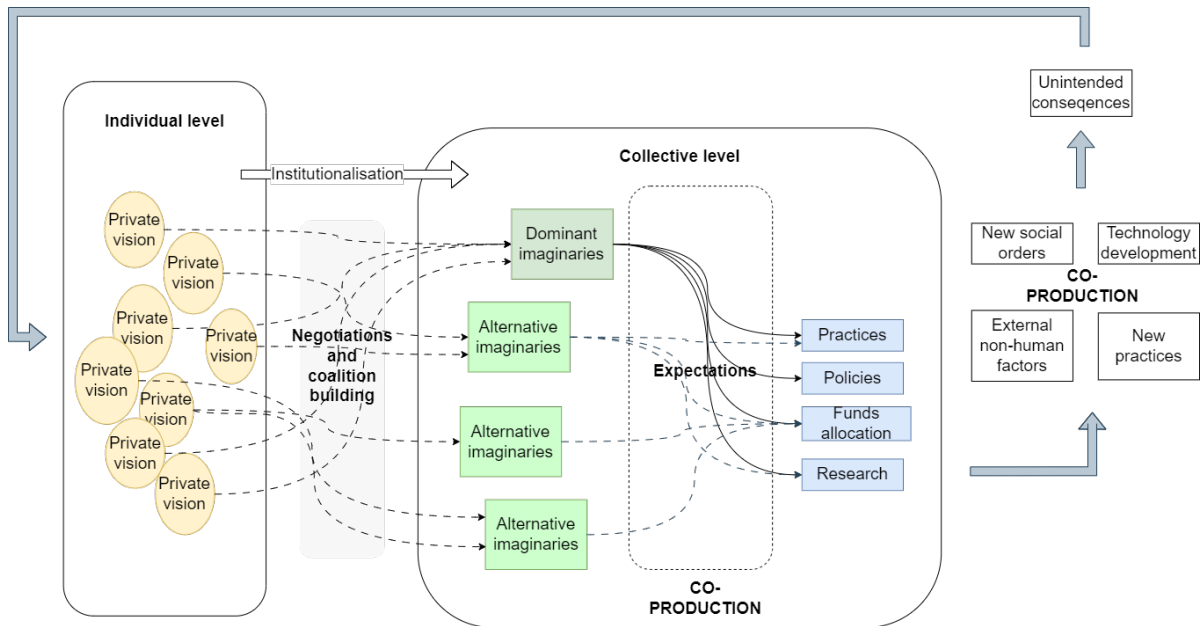 Unintended
conseqences
Individual level
Institutionalisation
Collective level
Private
vision
Private
vision
Private
vision
Private
vision
Private
vision
Private
vision
Private
vision
Private
vision
Negotiations
and
coalition
building
Dominant
imaginaries
Alternative
imaginaries
Alternative
imaginaries
Alternative
imaginaries
Expectations
Practices
Policies
Funds
allocation
Research
CO-
PRODUCTION
New social
orders
Technology
development
CO-
PRODUCTION
External
non-human
factors
New
practices